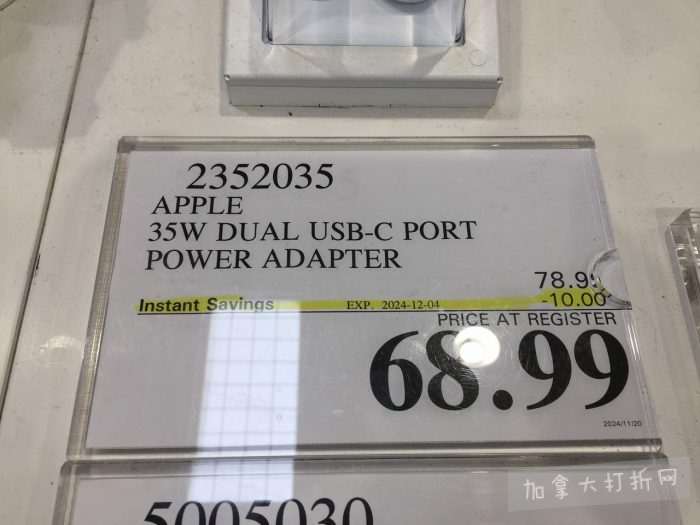 2352035
APPLE
35W DUAL USB-C PORT
POWER ADAPTER
78.99
Instant Savings EXP. 2024-12-04 -10.00
PRICE AT REGISTER
68.99
2024/11/20
5005030
加拿大打折网